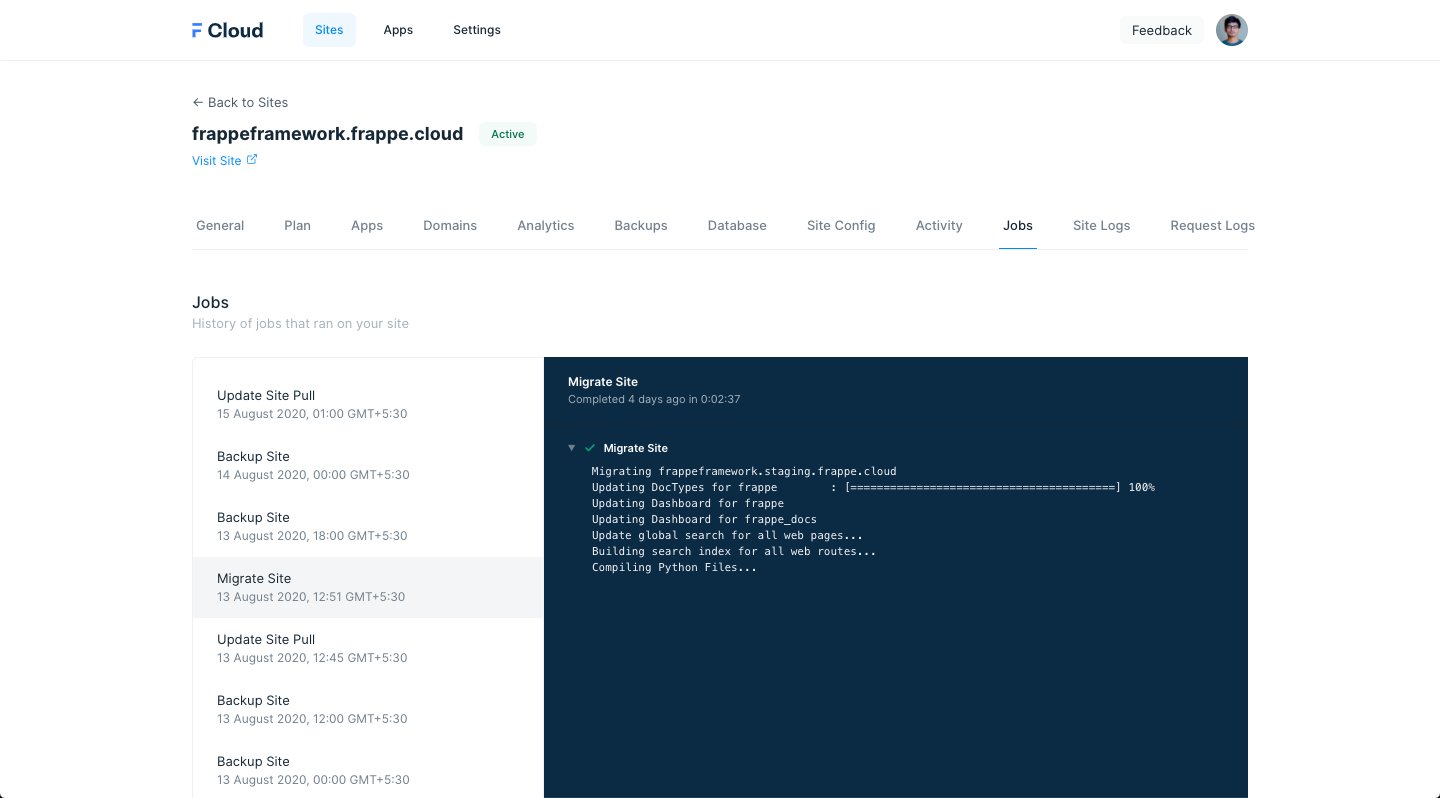 Cloud
Sites
Apps
Settings
Feedback
← Back to Sites
frappeframework.frappe.cloud
Active
Visit Site
General
Plan
Apps
Domains
Analytics
Backups
Database
Site Config
Activity
Jobs
Site Logs
Request Logs
Jobs
History of jobs that ran on your site
Update Site Pull
15 August 2020, 01:00 GMT+5:30
Backup Site
14 August 2020, 00:00 GMT+5:30
Backup Site
13 August 2020, 18:00 GMT+5:30
Migrate Site
13 August 2020, 12:51 GMT+5:30
Update Site Pull
13 August 2020, 12:45 GMT+5:30
Backup Site
13 August 2020, 12:00 GMT+5:30
Backup Site
13 August 2020, 00:00 GMT+5:30
Migrate Site
Completed 4 days ago in 0:02:37
Migrate Site
Migrating frappeframework.staging.frappe.cloud
Updating DocTypes for frappe        : [========================================] 100%
Updating Dashboard for frappe
Updating Dashboard for frappe_docs
Update global search for all web pages...
Building search index for all web routes...
Compiling Python Files...